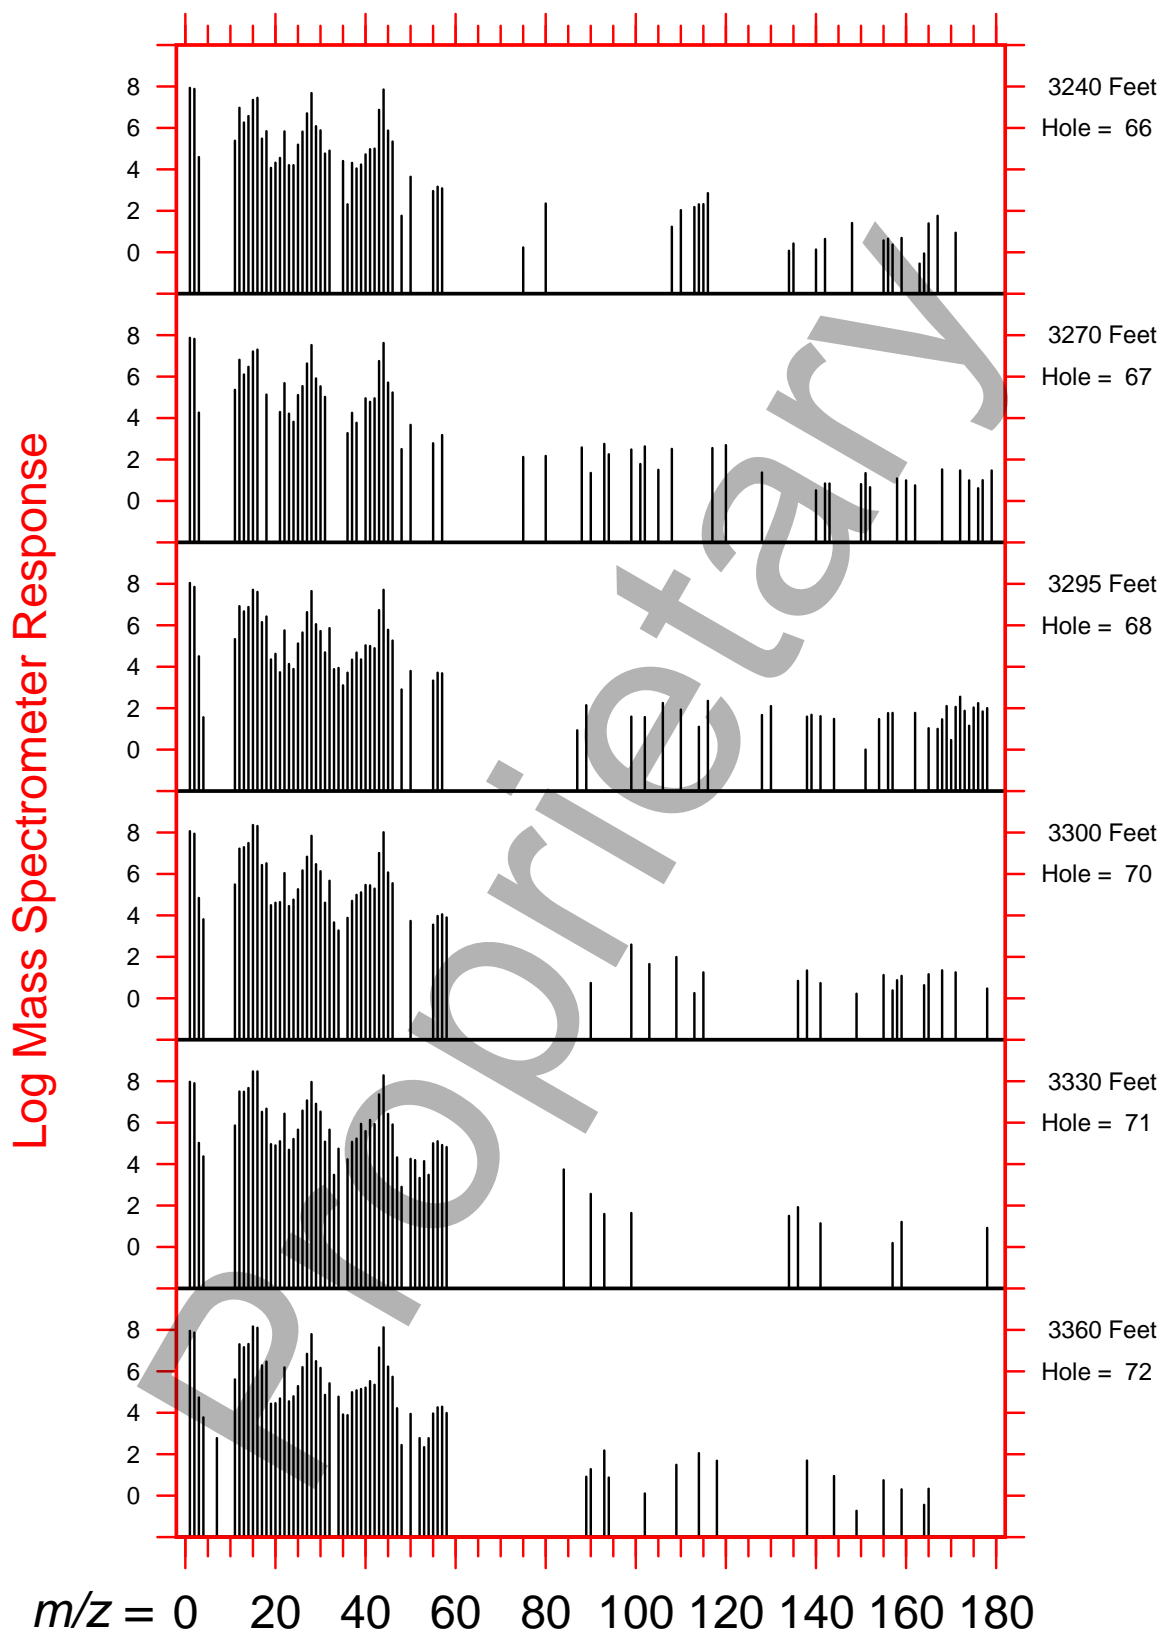 8
6
4
2
0
3240 Feet
Hole = 66
8
6
4
2
0
3270 Feet
Hole = 67
8
6
4
2
0
3295 Feet
Hole = 68
8
6
4
2
0
3300 Feet
Hole = 70
8
6
4
2
0
3330 Feet
Hole = 71
8
6
4
2
0
3360 Feet
Hole = 72
Log Mass Spectrometer Response
Proprietary
m/z = 0 20 40 60 80 100 120 140 160 180